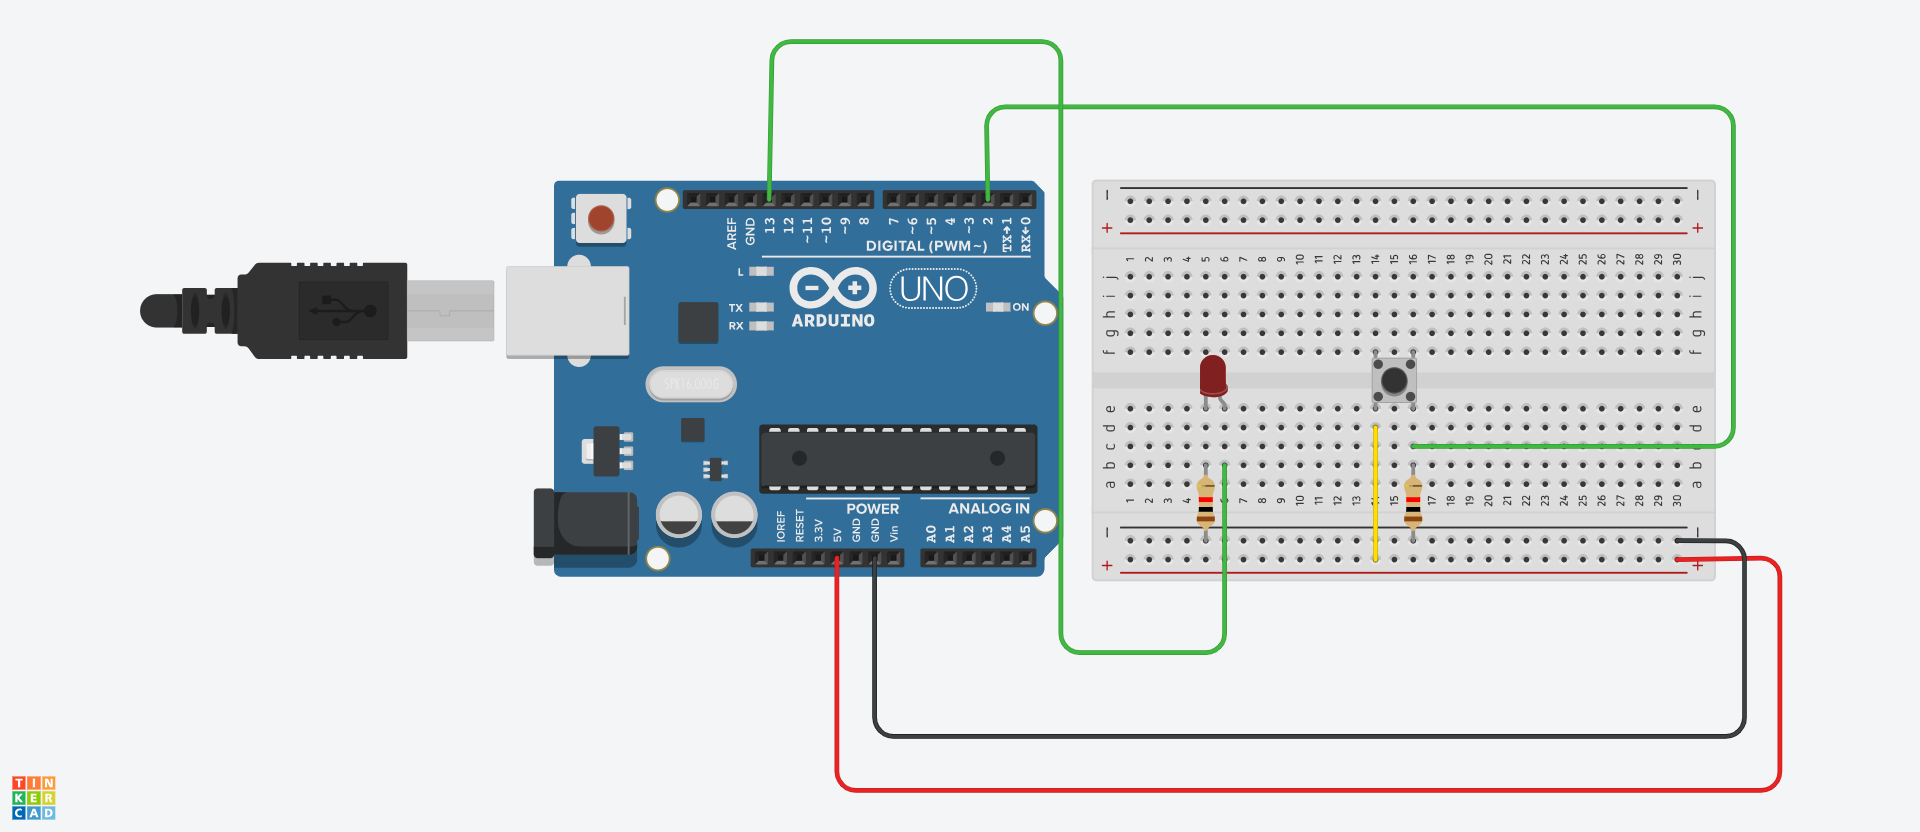 AREF
GND
13
12
~11
~10
~9
8
7
~6
~5
4
~3
2
TX→1
RX←0
DIGITAL (PWM~)
L
TX
RX
UNO
ARDUINO
ON
SPK16.0000
IOREF
RESET
3.3V
5V
GND
GND
Vin
POWER
ANALOG IN
A0
A1
A2
A3
A4
A5
− −
+ +
1 2 3 4 5 6 7 8 9 10 11 12 13 14 15 16 17 18 19 20 21 22 23 24 25 26 27 28 29 30
j j
i i
h h
g g
f f
e e
d d
c
b b
a a
1 2 3 4 5 6 7 8 9 10 11 12 13 15 17 18 19 20 21 22 23 24 25 26 27 28 29 30
− −
+ +
TIN
KER
CAD